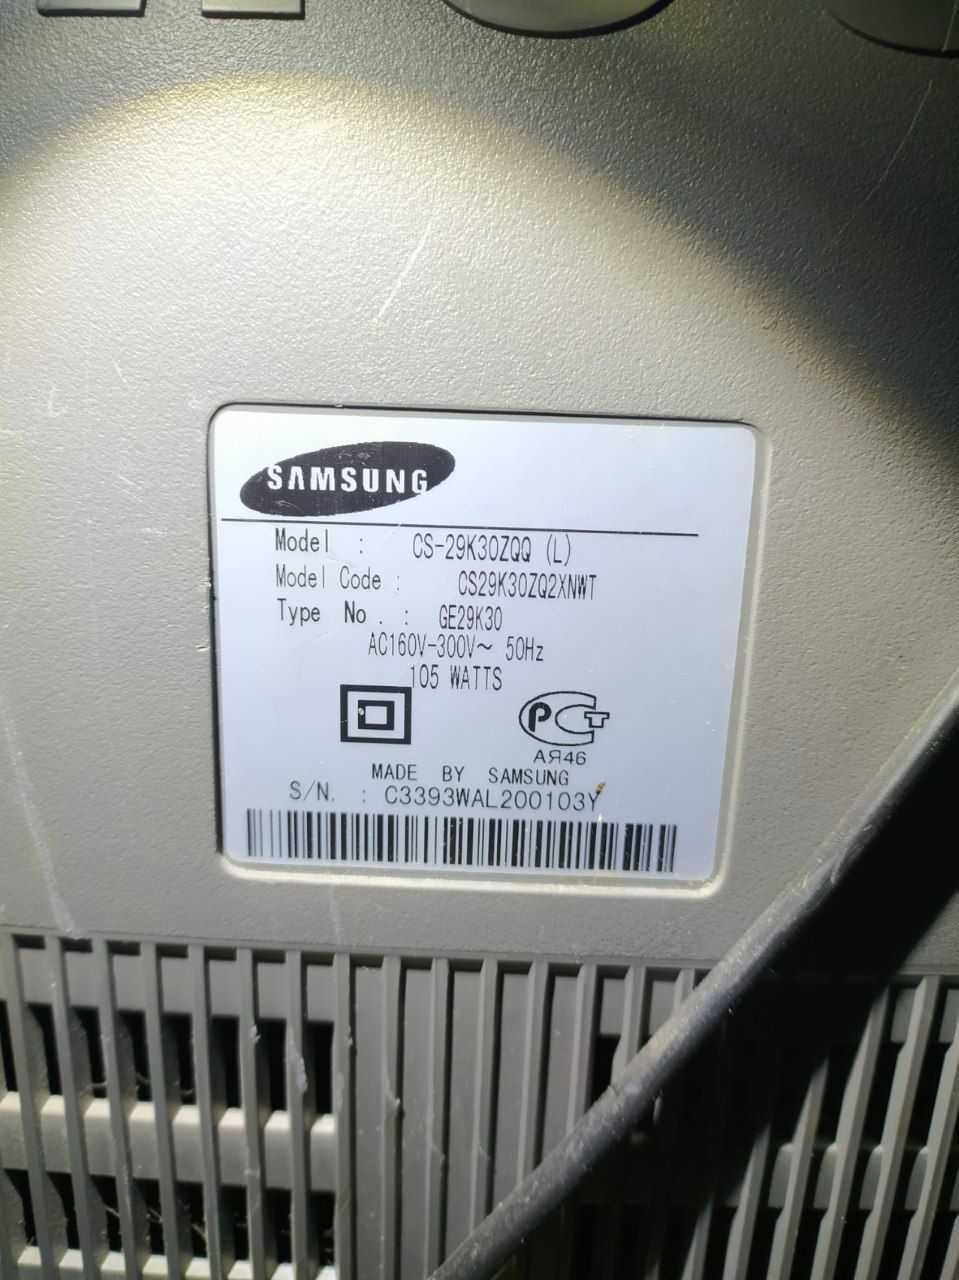 SAMSUNG
Model : CS-29K30ZQQ (L)
Model Code : CS29K30ZQ2XNWT
Type No . : GE29K30
AC160V-300V~ 50Hz
105 WATTS
РСТ
АЯ46
MADE BY SAMSUNG
S/N. : C3393WAL200103Y